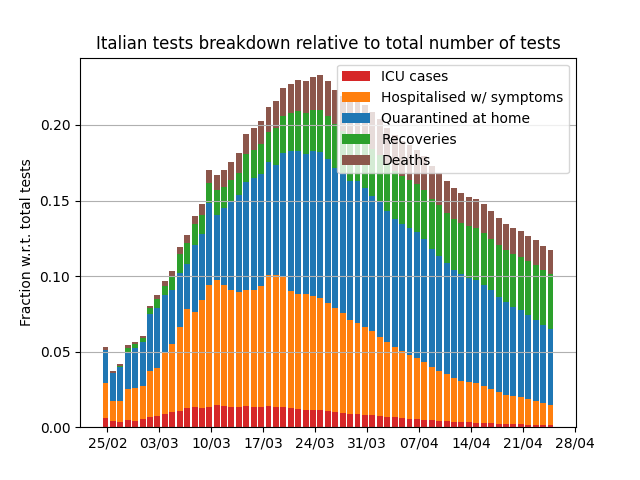 Italian tests breakdown relative to total number of tests
ICU cases
Hospitalised w/ symptoms
Quarantined at home
Recoveries
Deaths
Fraction w.r.t. total tests
0.20
0.15
0.10
0.05
0.00
25/02 03/03 10/03 17/03 24/03 31/03 07/04 14/04 21/04 28/04